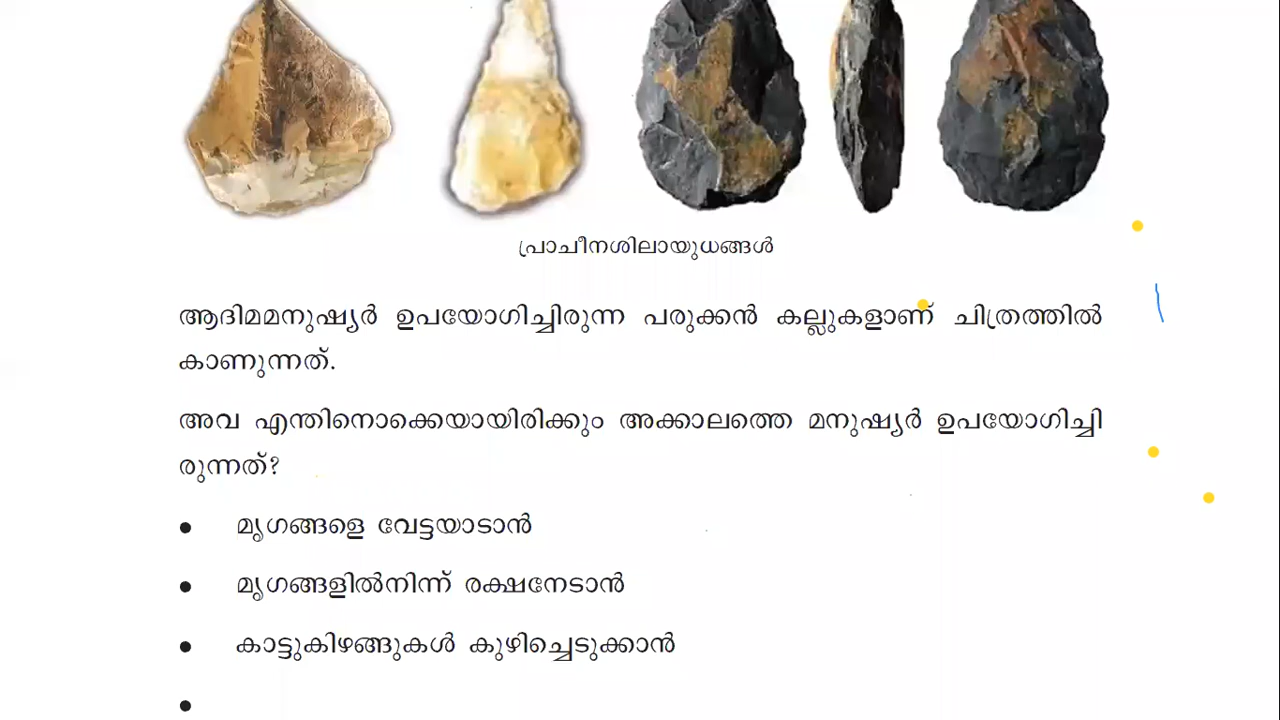 പ്രാചീനശിലായുധങ്ങൾ
ആദിമമനുഷ്യർ ഉപയോഗിച്ചിരുന്ന പരുക്കൻ കല്ലുകളാണ് ചിത്രത്തിൽ
കാണുന്നത്.
അവ എന്തിനൊക്കെയായിരിക്കും അക്കാലത്തെ മനുഷ്യർ ഉപയോഗിച്ചി
രുന്നത്?
• മൃഗങ്ങളെ വേട്ടയാടാൻ
• മൃഗങ്ങളിൽനിന്ന് രക്ഷനേടാൻ
• കാട്ടുകിഴങ്ങുകൾ കുഴിച്ചെടുക്കാൻ
•